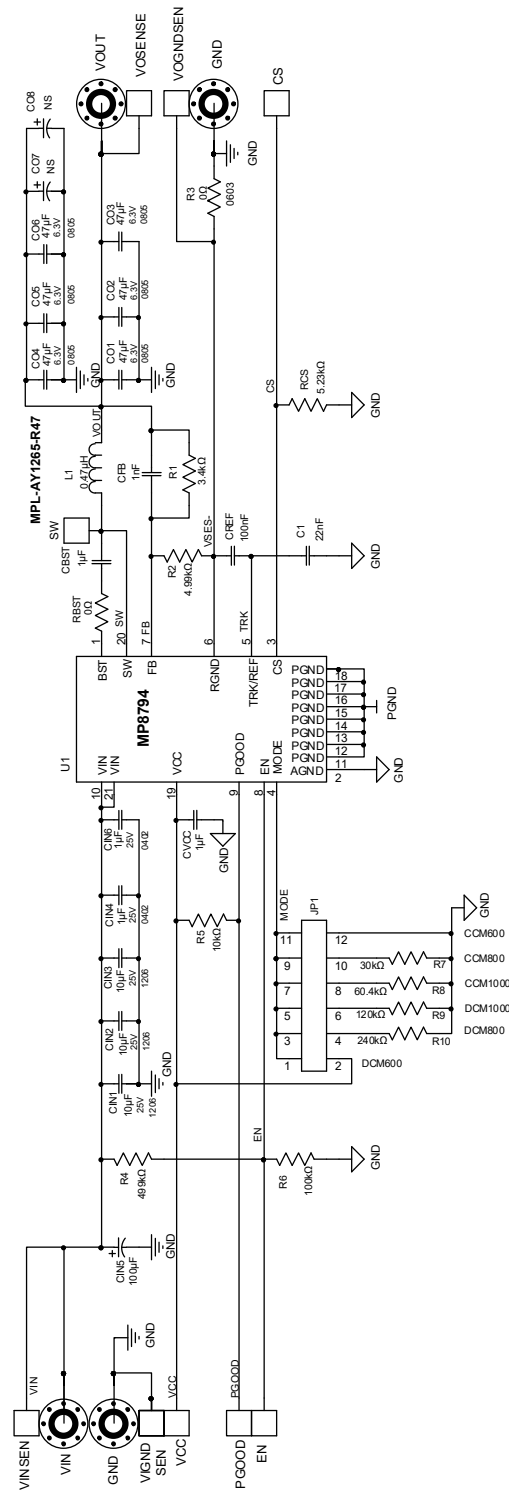 VINSEN
VIN
VIN
GND
GND
VIGND
SEN
VCC
VCC
PGOOD
PGOOD
EN
CIN5
100µF
GND
R4
499kΩ
EN
R6
100kΩ
GND
CIN1
10µF
25V
1206
GND
CIN2
10µF
25V
1206
CIN3
10µF
25V
1206
CIN4
1µF
25V
0402
CIN6
1µF
25V
0402
R5
10kΩ
CVCC
1µF
GND
MODE
JP1
11
9
7
5
3
1
12
10
8
6
4
2
30kΩ
R7
60.4kΩ
R8
120kΩ
R9
240kΩ
R10
GND
CCM600
CCM800
CCM1000
DCM1000
DCM800
DCM600
U1
MP8794
10
VIN
21
VIN
19
VCC
9
PGOOD
8
EN
4
MODE
BST
1
SW
20
FB
7
RGND
6
TRK/REF
5
CS
3
PGND
18
PGND
17
PGND
16
PGND
15
PGND
14
PGND
13
PGND
12
PGND
11
AGND
2
PGND
GND
RBST
0Ω
CBST
1µF
SW
SW
FB
TRK
MPL-AY1265-R47
L1
0.47µH
VOUT
CFB
1nF
R1
3.4kΩ
R2
4.99kΩ
VSES-
CREF
100nF
C1
22nF
GND
CS
RCS
5.23kΩ
GND
CO4
47µF
6.3V
0805
GND
CO5
47µF
6.3V
0805
CO6
47µF
6.3V
0805
CO7
NS
CO8
NS
CO1
47µF
6.3V
0805
GND
CO2
47µF
6.3V
0805
CO3
47µF
6.3V
0805
R3
0Ω
0603
GND
VOUT
VOSENSE
VOGNDSEN
GND
CS